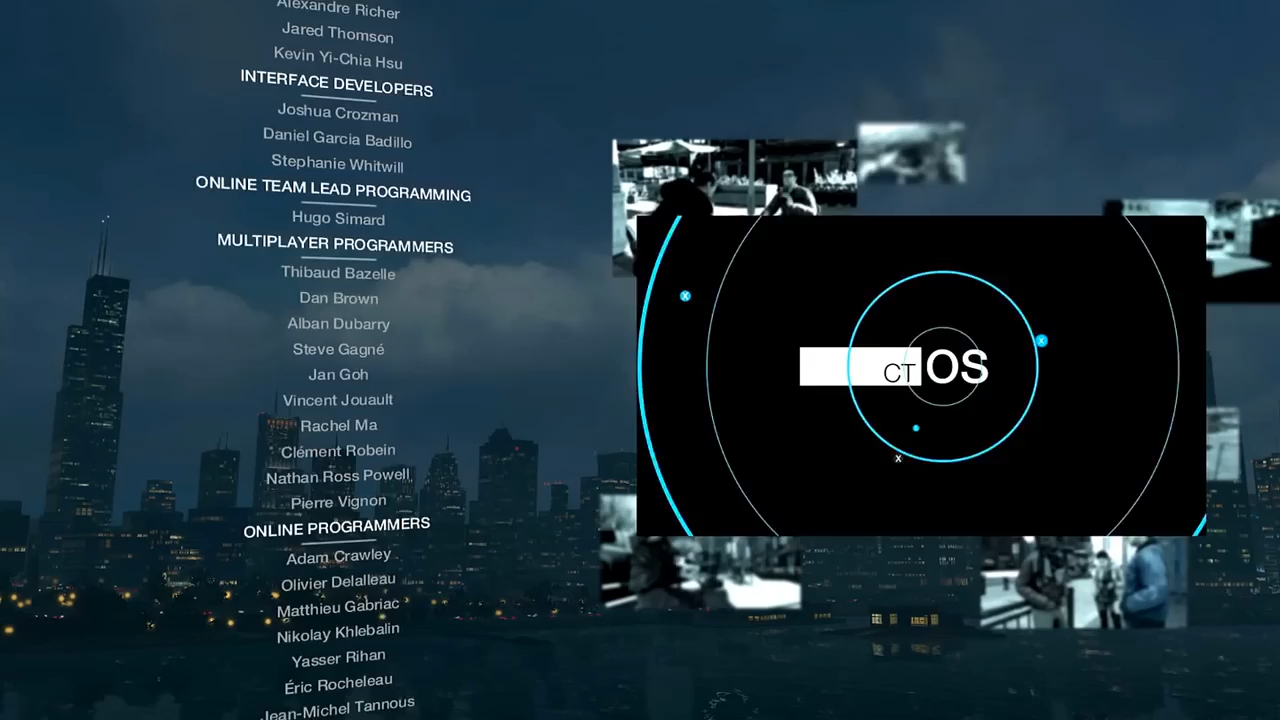 Alexandre Richer
Jared Thomson
Kevin Yi-Chia Hsu
INTERFACE DEVELOPERS
Joshua Crozman
Daniel Garcia Badillo
Stephanie Whitwill
ONLINE TEAM LEAD PROGRAMMING
Hugo Simard
MULTIPLAYER PROGRAMMERS
Thibaud Bazelle
Dan Brown
Alban Dubarry
Steve Gagné
Jan Goh
Vincent Jouault
Rachel Ma
Clément Robein
Nathan Ross Powell
Pierre Vignon
ONLINE PROGRAMMERS
Adam Crawley
Olivier Delalleau
Matthieu Gabriac
Nikolay Khlebalin
Yasser Rihan
Éric Rocheleau
Jean-Michel Tannous
X
X
CTOS
X